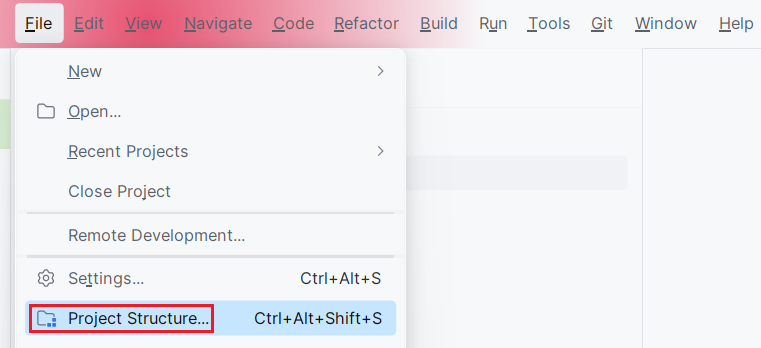 File Edit View Navigate Code Refactor Build Run Tools Git Window Help
New
Open...
Recent Projects
Close Project
Remote Development...
Settings... Ctrl+Alt+S
Project Structure... Ctrl+Alt+Shift+S